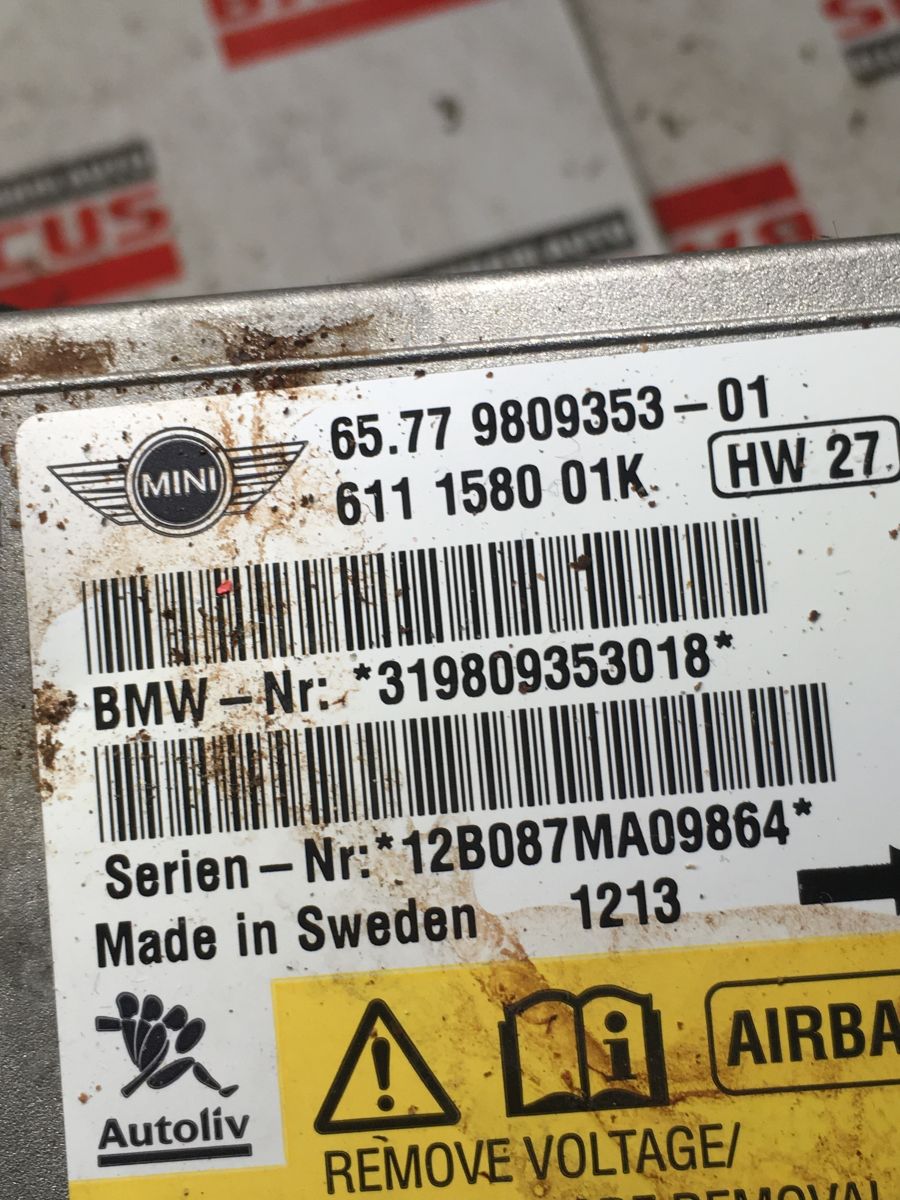 CUS
MINI
65.77 9809353-01
611 1580 01K
HW 27
BMW-Nr: *319809353018*
Serien-Nr:*12B087MA09864*
Made in Sweden 1213
Autoliv
AIRBA
REMOVE VOLTAGE/